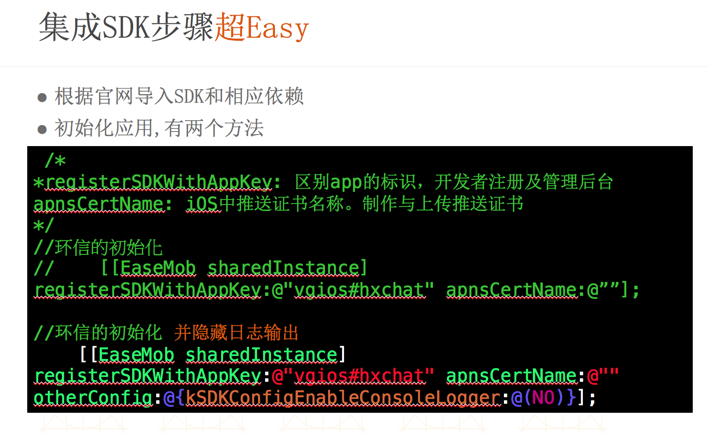 集成SDK步骤超Easy
● 根据官网导入SDK和相应依赖
● 初始化应用,有两个方法
/*
*registerSDKWithAppKey: 区别app的标识，开发者注册及管理后台
apnsCertName: iOS中推送证书名称。制作与上传推送证书
*/
//环信的初始化
//    [[EaseMob sharedInstance]
registerSDKWithAppKey:@"vgios#hxchat" apnsCertName:@””];
//环信的初始化 并隐藏日志输出
[[EaseMob sharedInstance]
registerSDKWithAppKey:@"vgios#hxchat" apnsCertName:@""
otherConfig:@{kSDKConfigEnableConsoleLogger:@(NO)}];